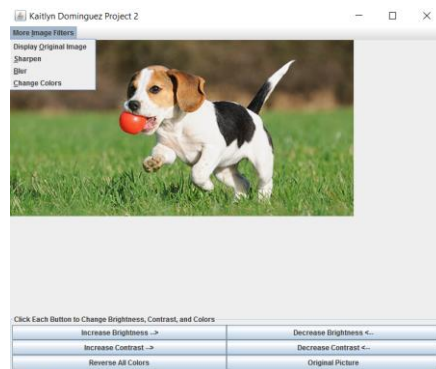 Kaitlyn Dominguez Project 2
More Image Filters
Display Original Image
Sharpen
Blur
Change Colors
Click Each Button to Change Brightness, Contrast, and Colors
Increase Brightness -->
Decrease Brightness <--
Increase Contrast -->
Decrease Contrast <--
Reverse All Colors
Original Picture